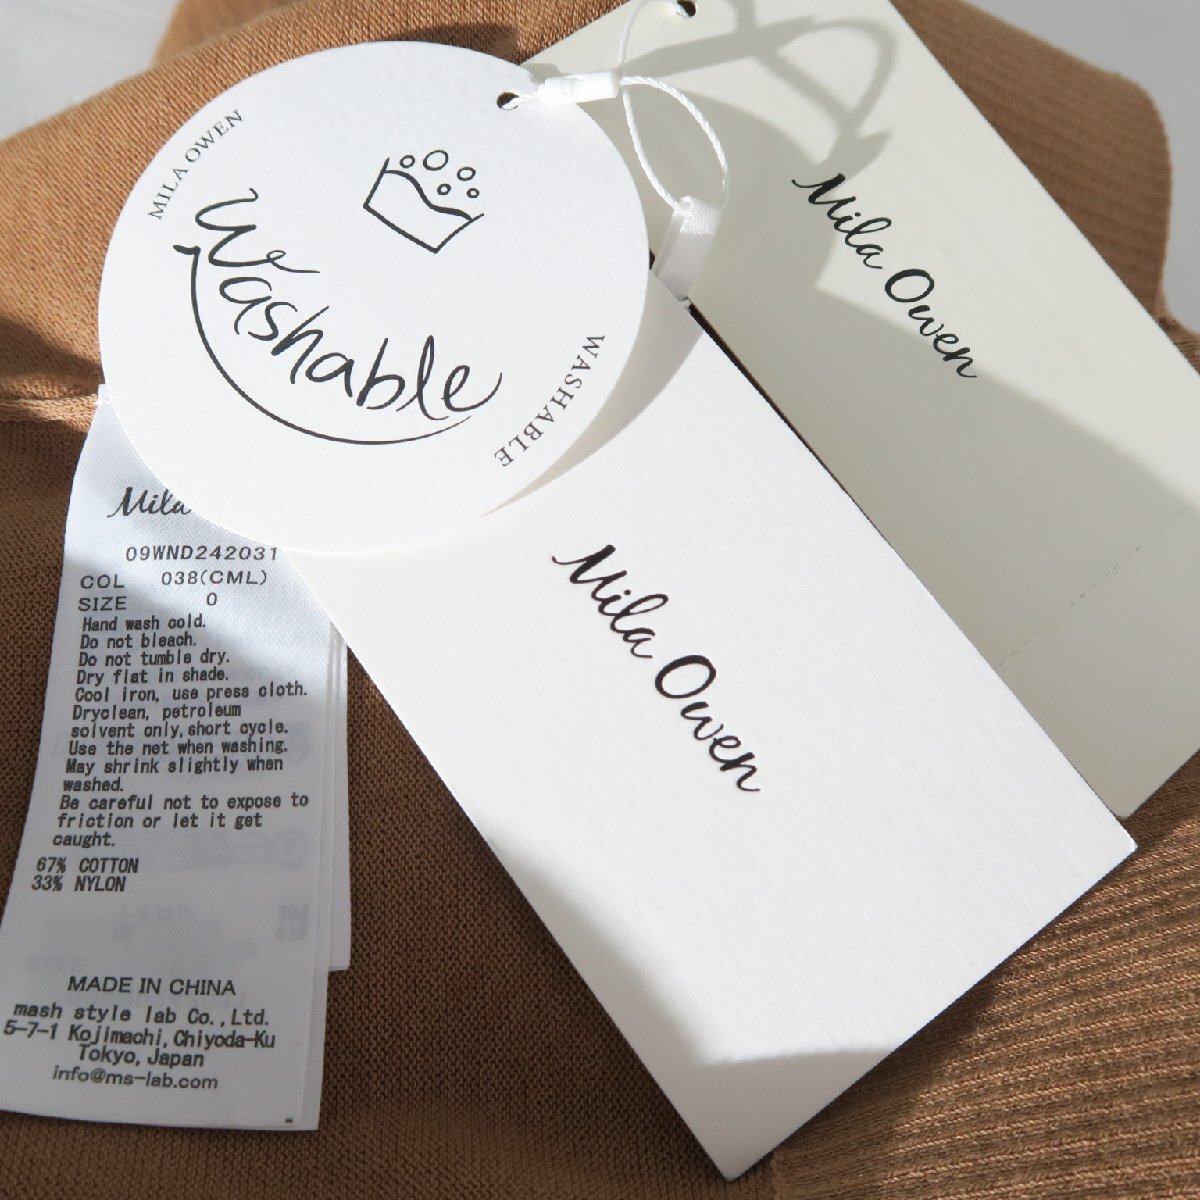 MILA OWEN
Washable
WASHABLE
Mila Owen
Mila Owen
Mila
09WND242031
COL 038(CML)
SIZE 0
Hand wash cold.
Do not bleach.
Do not tumble dry.
Dry flat in shade.
Cool iron, use press cloth.
Dryclean, petroleum
solvent only,short cycle.
Use the net when washing.
May shrink slightly when
washed.
Be careful not to expose to
friction or let it get
caught.
67% COTTON
33% NYLON
MADE IN CHINA
mash style lab Co.,Ltd.
5-7-1 Kojimachi,Chiyoda-Ku
Tokyo,Japan
info@ms-lab.com